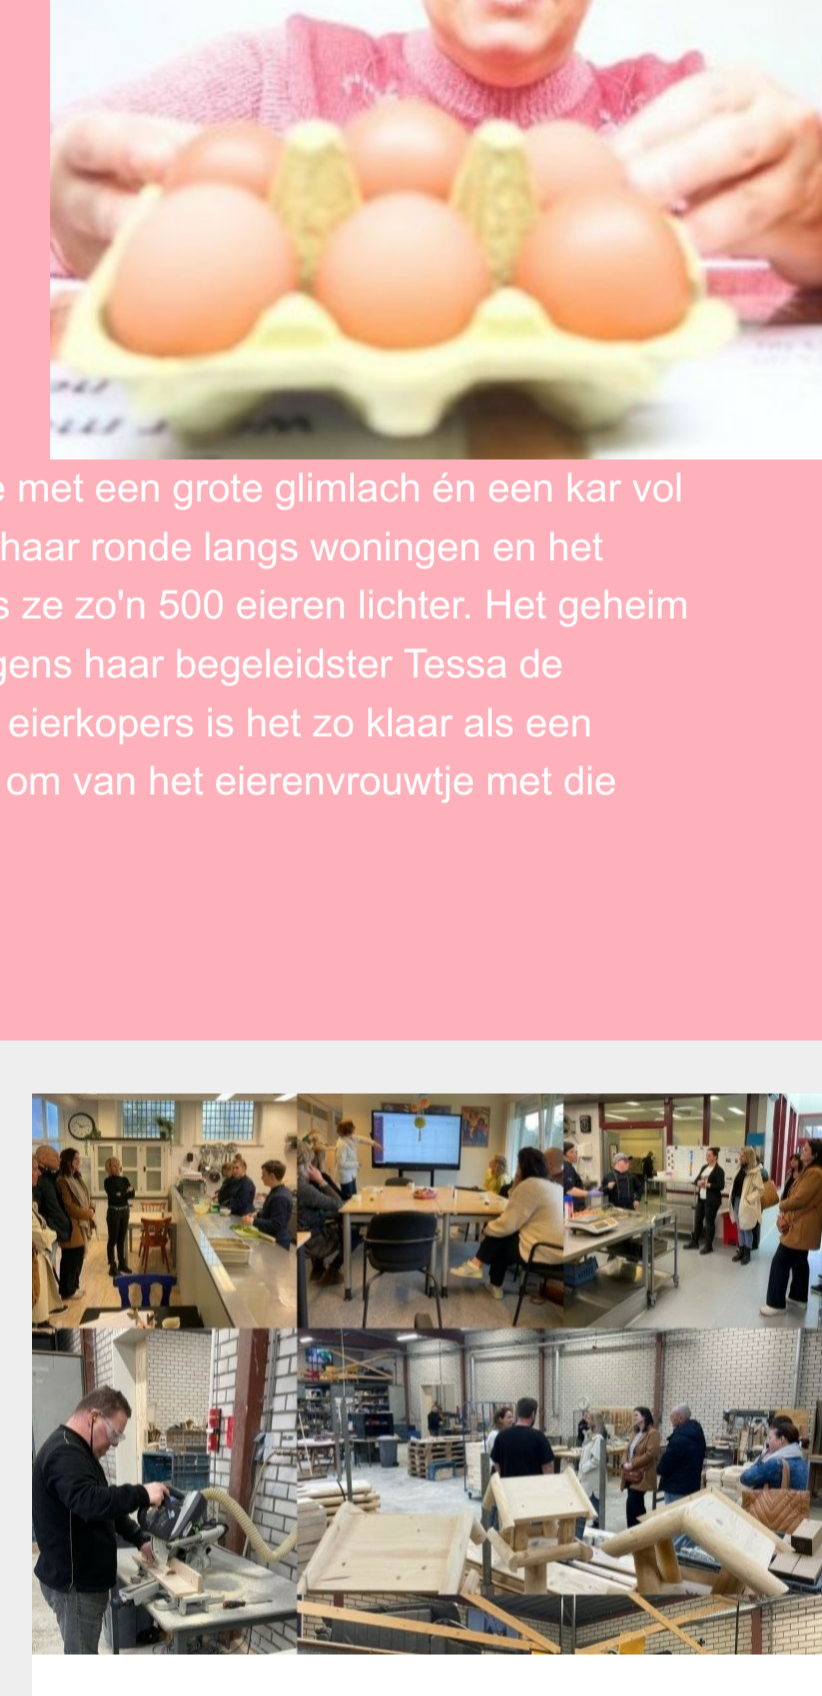 met een grote glimlach én een kar vol
haar ronde langs woningen en het
ze zo'n 500 eieren lichter. Het geheim
haar begeleidster Tessa de
eierkopers is het zo klaar als een
om van het eierenvrouwtje met die